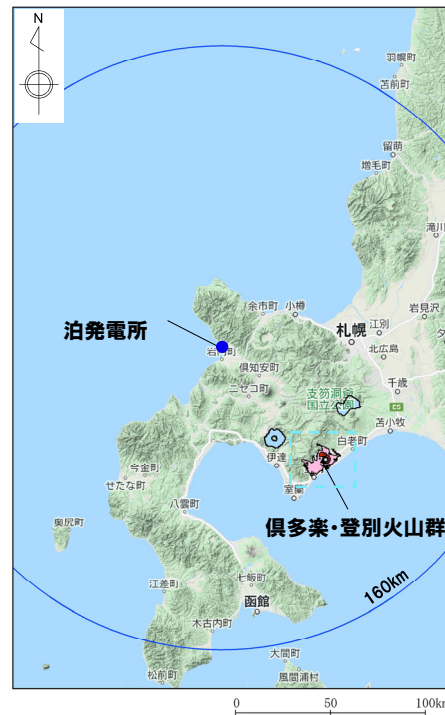 N
羽幌町
苫前町
留萌
増毛町
滝川
余市町
小樽
岩見沢
札幌
江別
泊発電所
北広島
岩内町
倶知安町
千歳
ニセコ町
支笏洞爺
国立公園
苫小牧
白老町
伊達
今金町
室蘭
せたな町
八雲町
倶多楽･登別火山群
奥尻町
160km
江差町
七飯町
函館
木古内町
大間町
松前町
風間浦村
0
50
100km